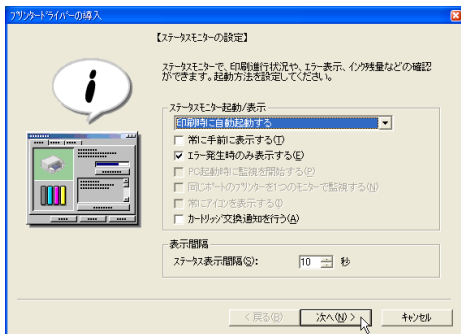 プリンタードライバーの導入
【ステータスモニターの設定】
ステータスモニターで、印刷進行状況や、エラー表示、インク残量などの確認
ができます。起動方法を設定してください。
ステータスモニター起動/表示
印刷時に自動起動する
常に手前に表示する(T)
エラー発生時のみ表示する(E)
PC起動時に監視を開始する(P)
同じポートのプリンターを1つのモニターで監視する(N)
常にアイコンを表示する(I)
カートリッジ交換通知を行う(A)
表示間隔
ステータス表示間隔(S):
10 秒
< 戻る(B)
次へ(N) >
キャンセル